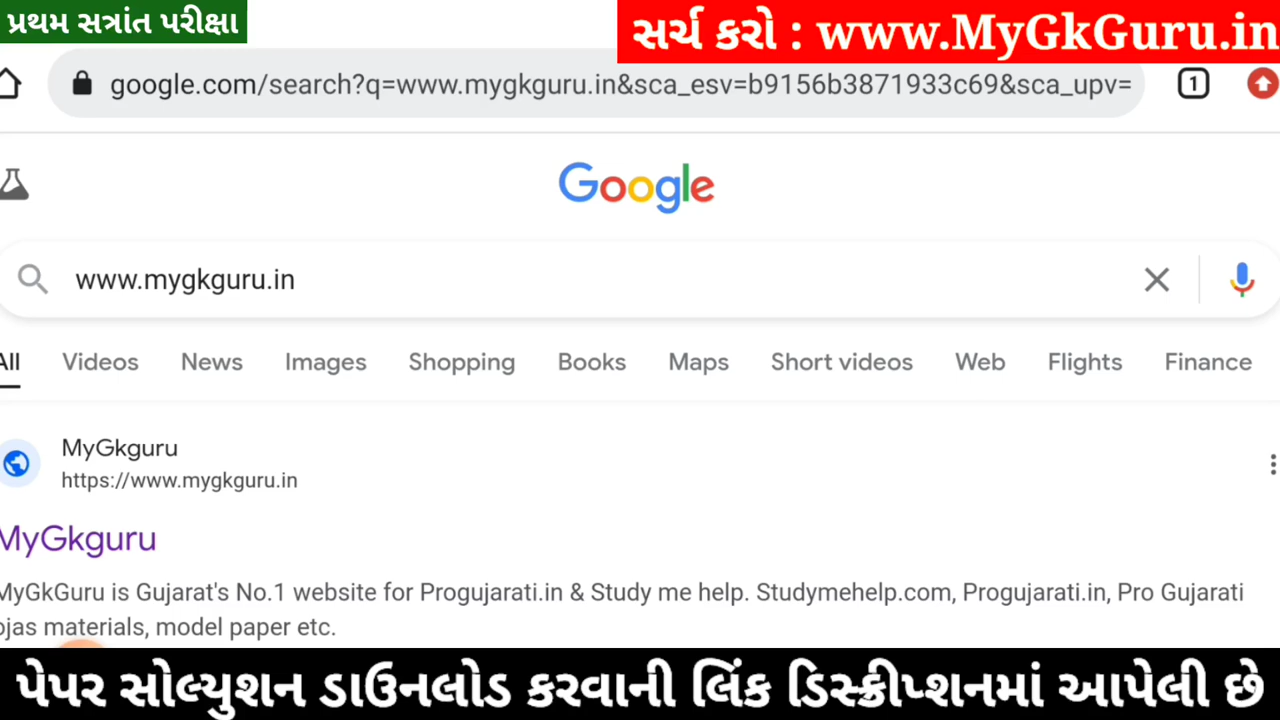 પ્રથમ સત્રાંત પરીક્ષા
સર્ચ કરો : www.MyGkGuru.in
google.com/search?q=www.mygkguru.in&sca_esv=b9156b3871933c69&sca_upv=
1
Google
www.mygkguru.in
All Videos News Images Shopping Books Maps Short videos Web Flights Finance
MyGkguru
https://www.mygkguru.in
MyGkguru
MyGkGuru is Gujarat's No.1 website for Progujarati.in & Study me help. Studymehelp.com, Progujarati.in, Pro Gujarati
ojas materials, model paper etc.
પેપર સોલ્યુશન ડાઉનલોડ કરવાની લિંક ડિસ્ક્રીપ્શનમાં આપેલી છે